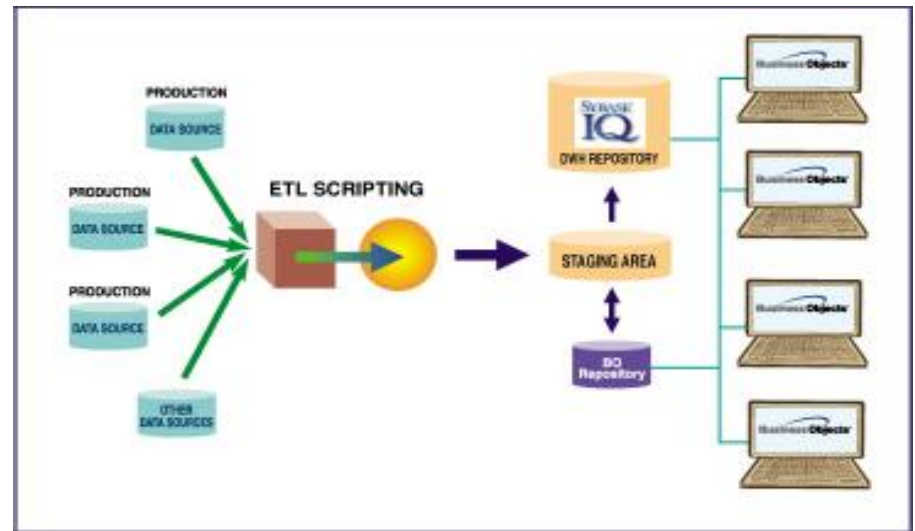 PRODUCTION
DATA SOURCE
PRODUCTION
DATA SOURCE
PRODUCTION
DATA SOURCE
OTHER
DATA SOURCES
ETL SCRIPTING
SYBASE
IQ
DWH REPOSITORY
STAGING AREA
BO
Repository
BusinessObjects
BusinessObjects
BusinessObjects
BusinessObjects